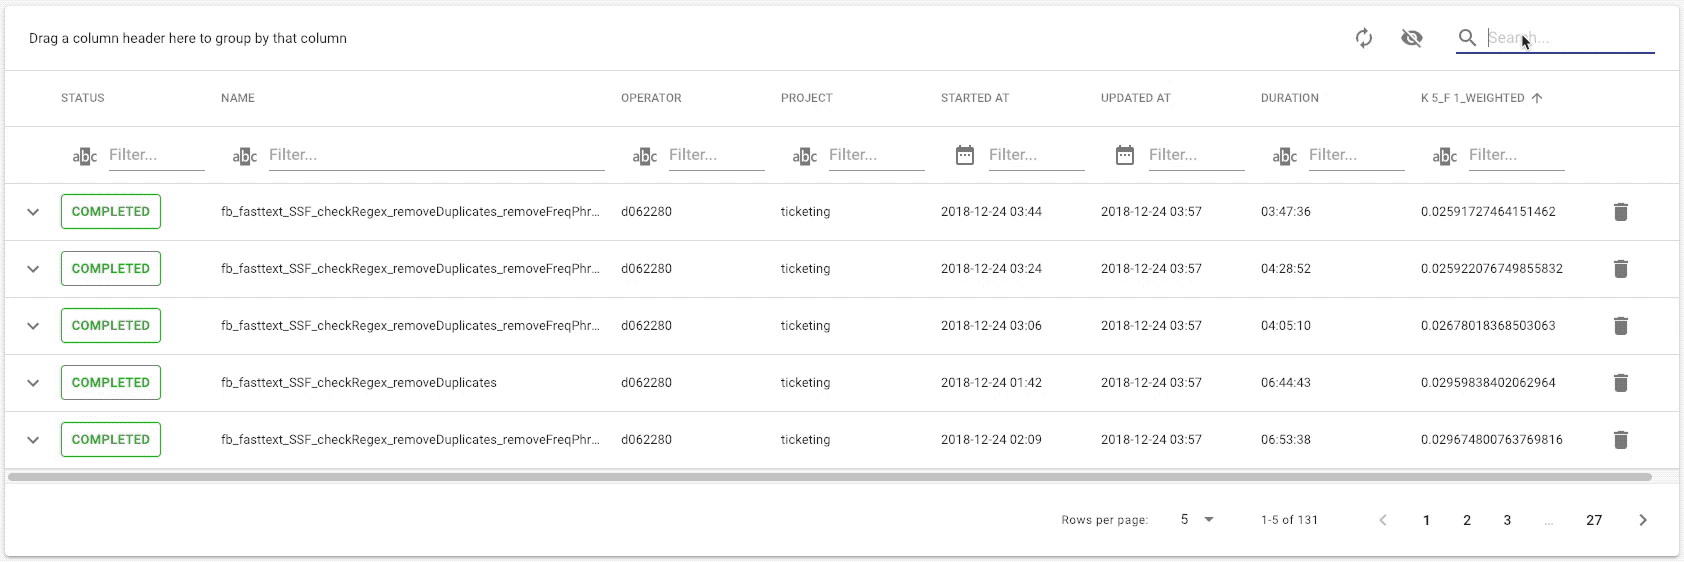 Drag a column header here to group by that column
Search...
STATUS NAME OPERATOR PROJECT STARTED AT UPDATED AT DURATION K 5_F 1_WEIGHTED
abc Filter... abc Filter... abc Filter... abc Filter... Filter... Filter... abc Filter... abc Filter...
COMPLETED fb_fasttext_SSF_checkRegex_removeDuplicates_removeFreqPhr... d062280 ticketing 2018-12-24 03:44 2018-12-24 03:57 03:47:36 0.02591727464151462
COMPLETED fb_fasttext_SSF_checkRegex_removeDuplicates_removeFreqPhr... d062280 ticketing 2018-12-24 03:24 2018-12-24 03:57 04:28:52 0.025922076749855832
COMPLETED fb_fasttext_SSF_checkRegex_removeDuplicates_removeFreqPhr... d062280 ticketing 2018-12-24 03:06 2018-12-24 03:57 04:05:10 0.02678018368503063
COMPLETED fb_fasttext_SSF_checkRegex_removeDuplicates d062280 ticketing 2018-12-24 01:42 2018-12-24 03:57 06:44:43 0.02959838402062964
COMPLETED fb_fasttext_SSF_checkRegex_removeDuplicates_removeFreqPhr... d062280 ticketing 2018-12-24 02:09 2018-12-24 03:57 06:53:38 0.029674800763769816
Rows per page: 5 1-5 of 131 1 2 3 ... 27